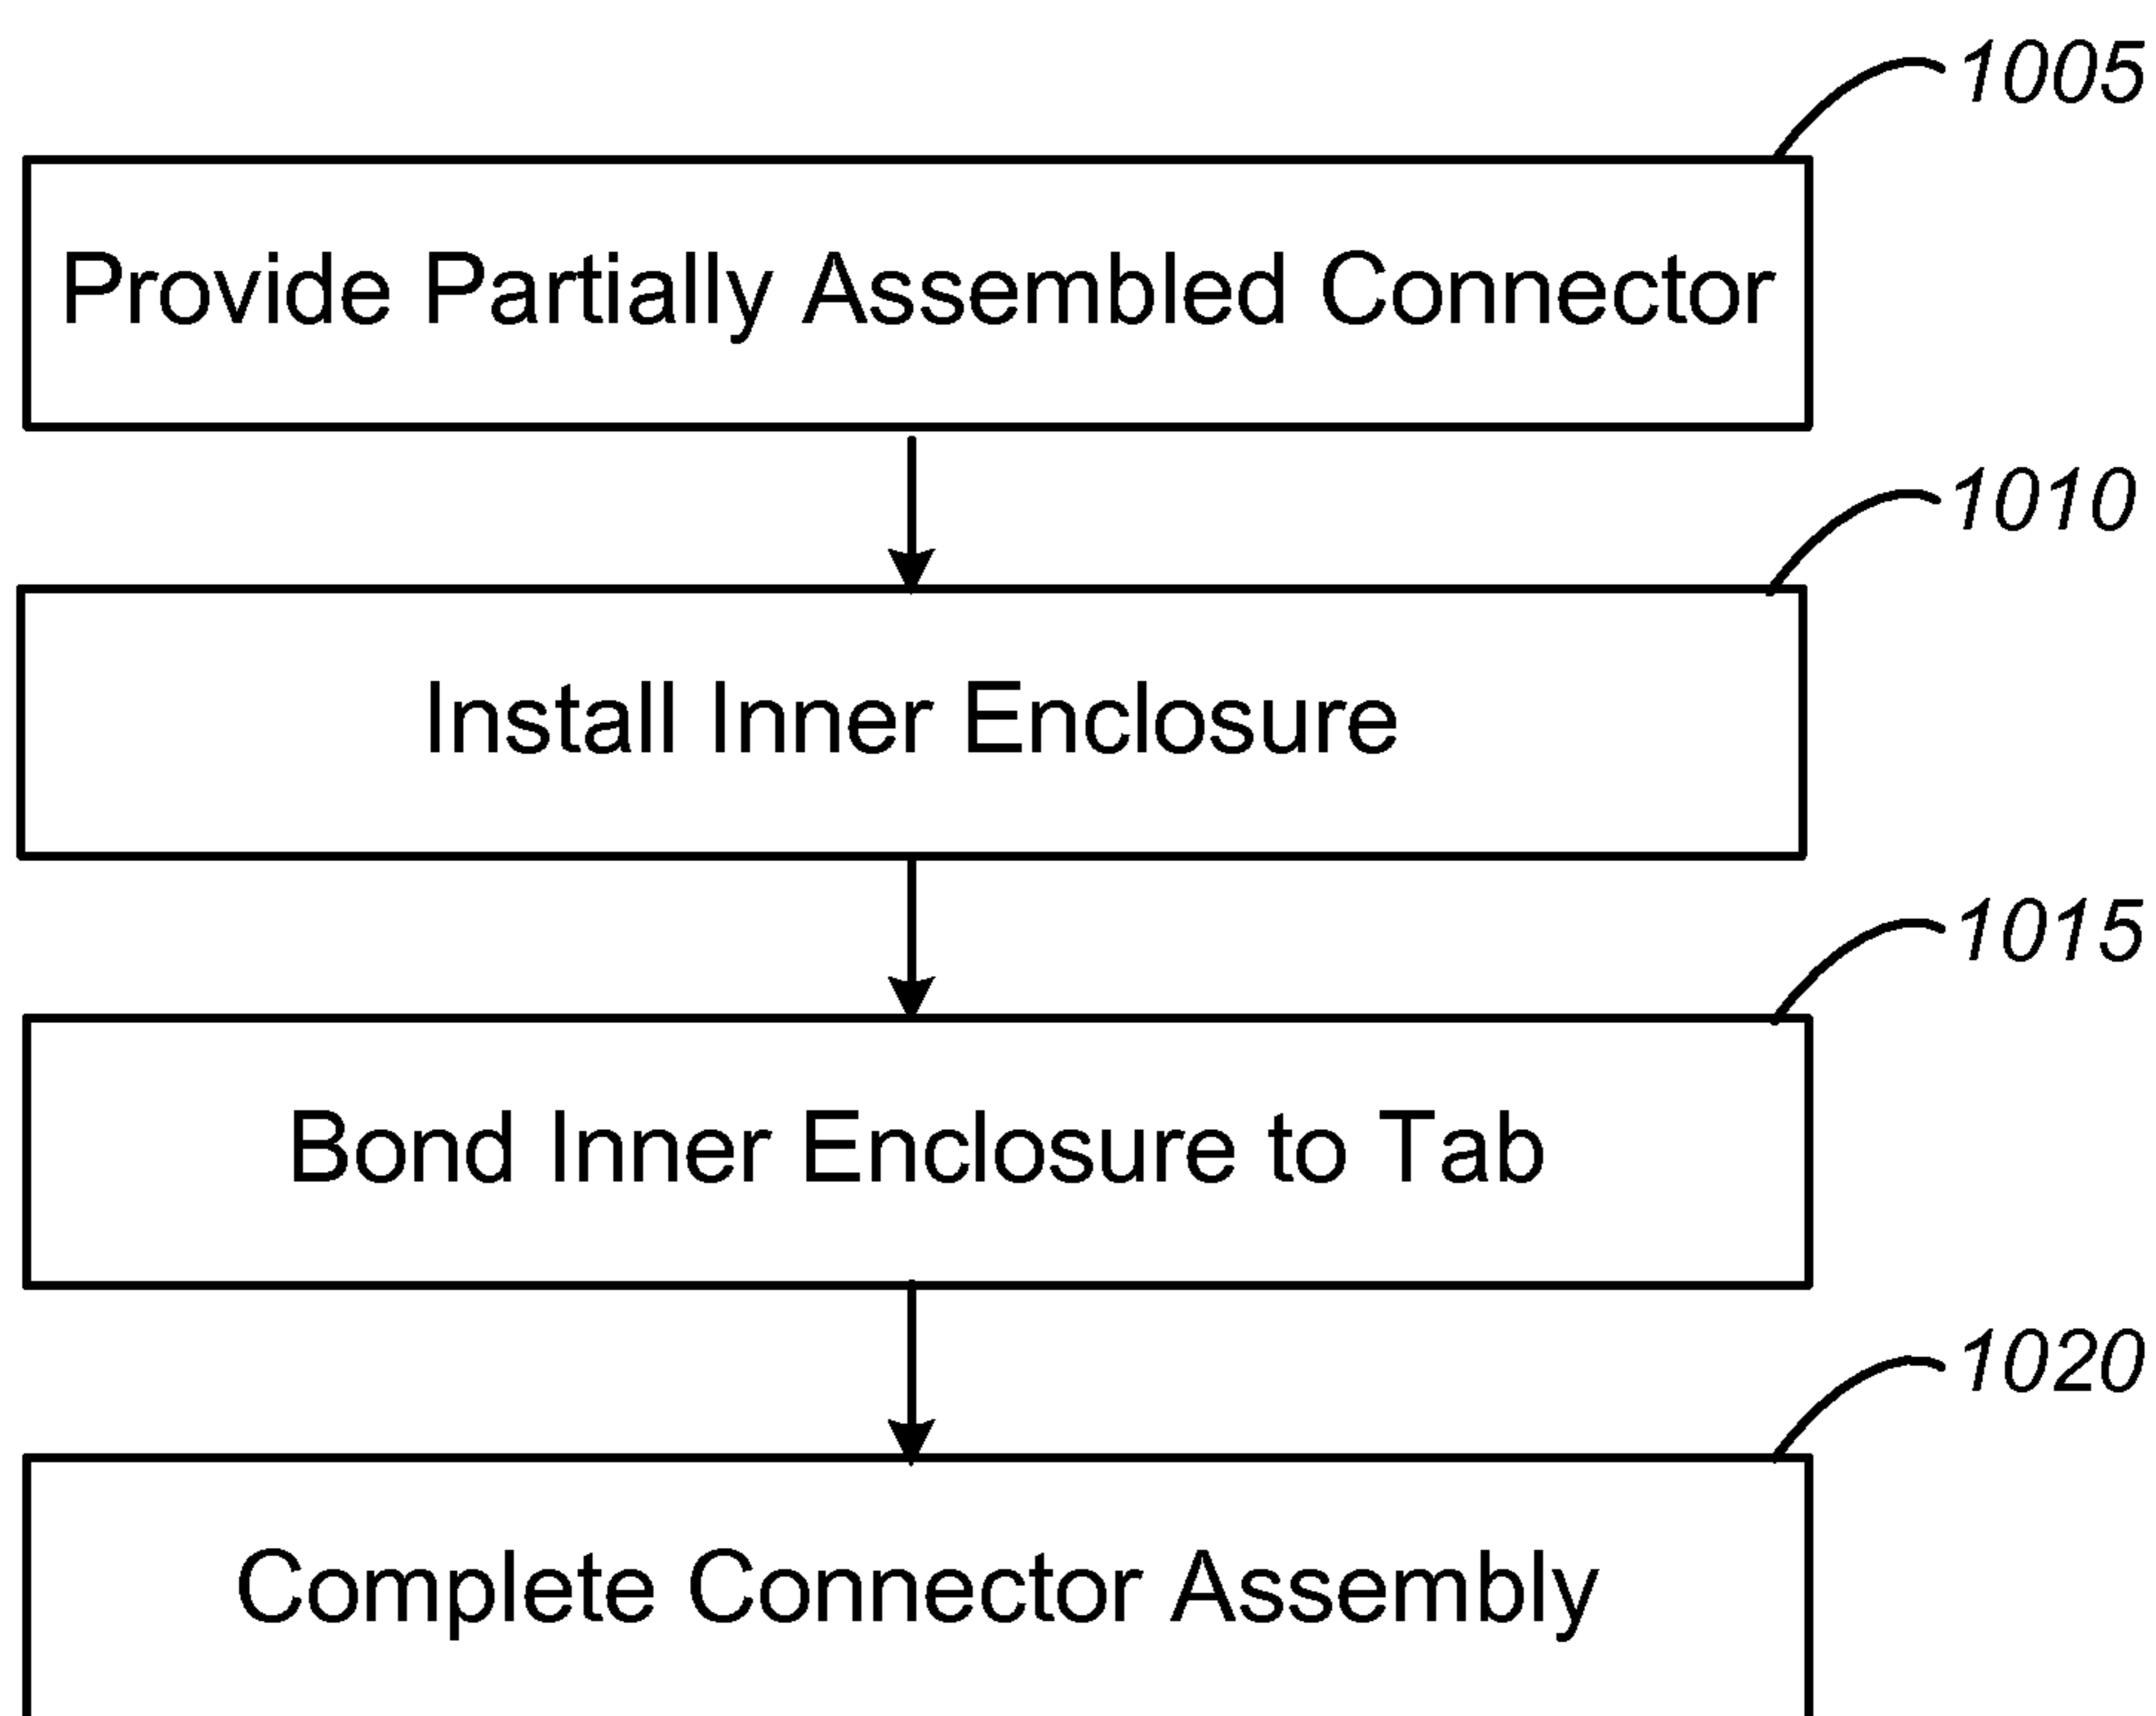 1005
Provide Partially Assembled Connector
1010
Install Inner Enclosure
1015
Bond Inner Enclosure to Tab
1020
Complete Connector Assembly